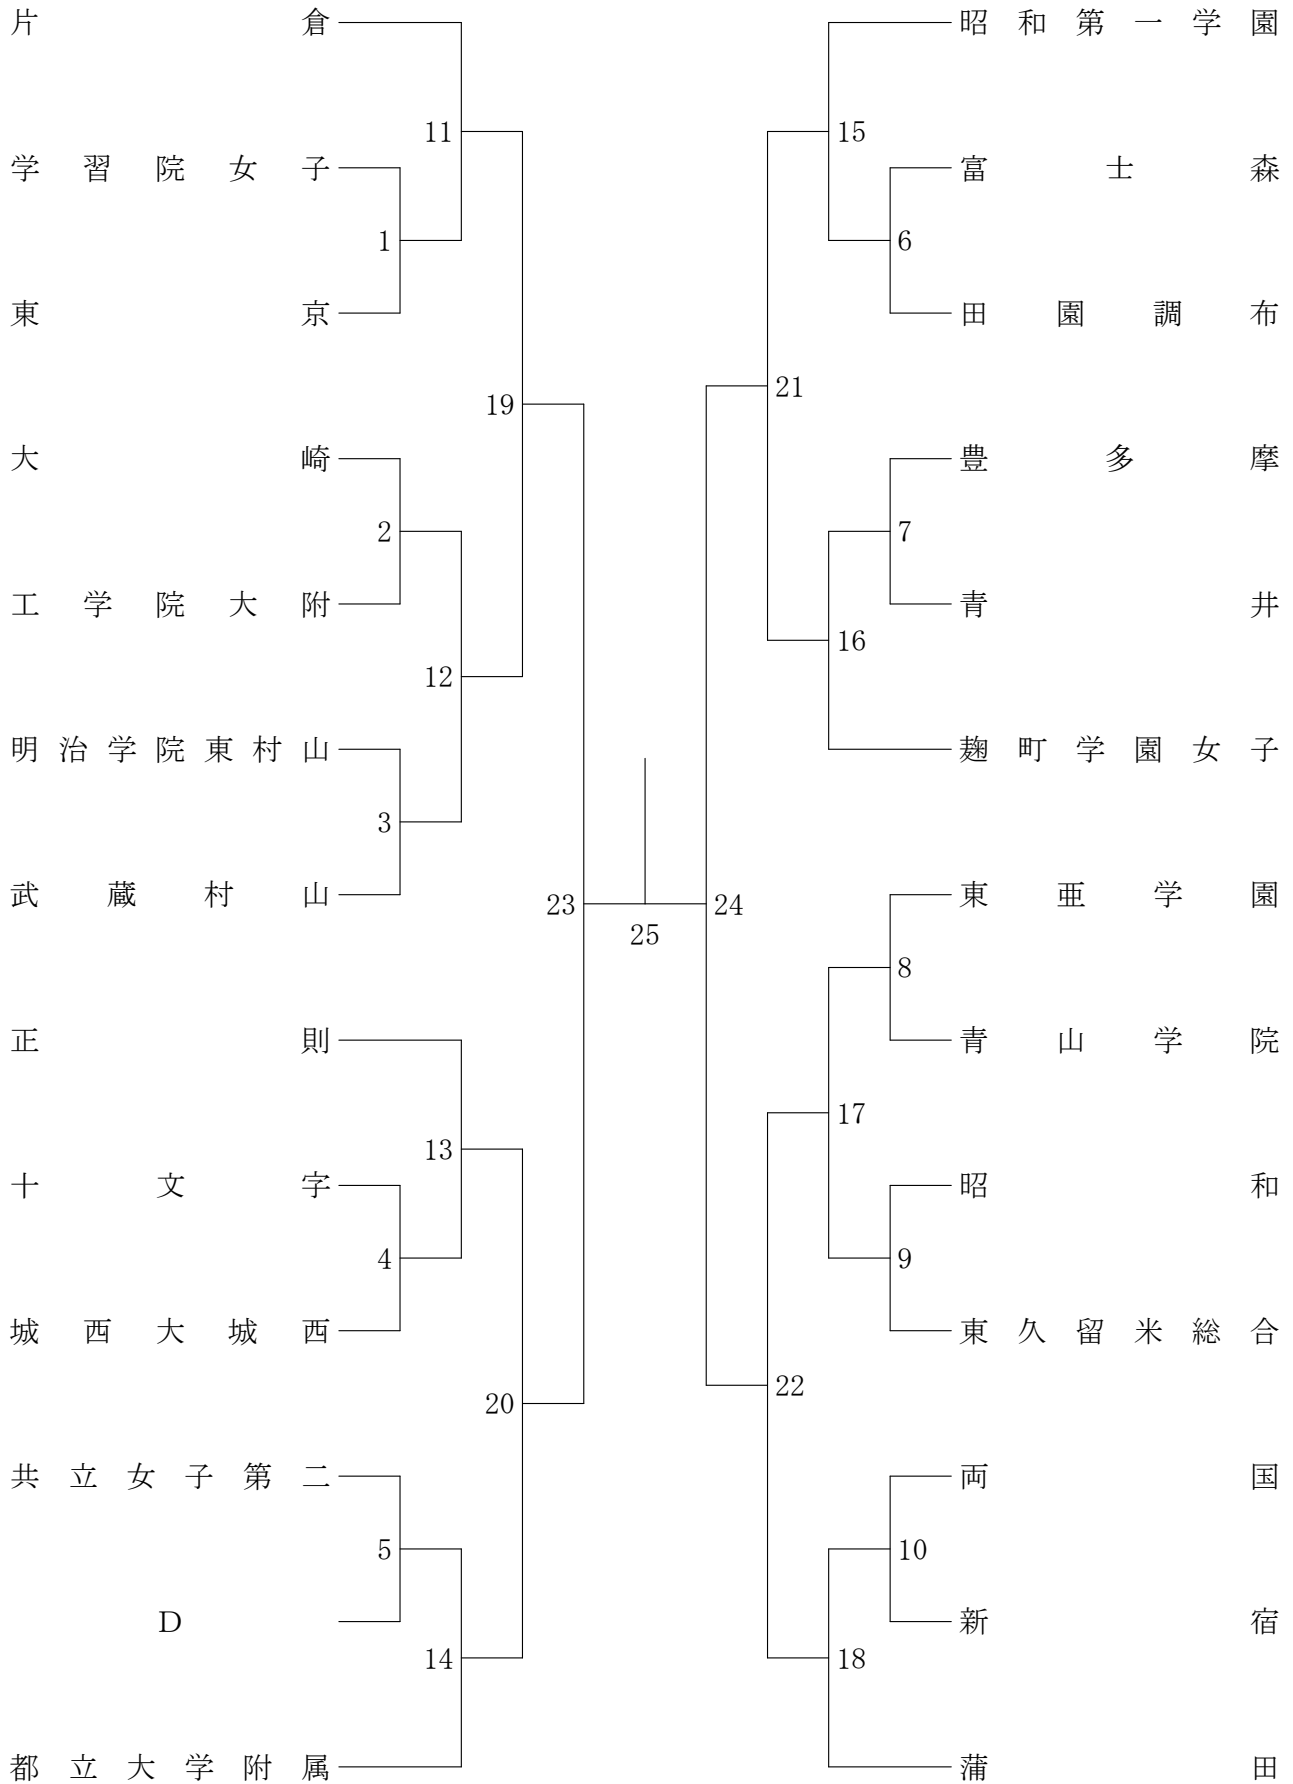 片倉
昭和第一学園
11
15
学習院女子
富士森
1
6
東京
田園調布
21
19
大崎
豊多摩
2
7
工学院大附
青井
16
12
明治学院東村山
麹町学園女子
3
武蔵村山
東亜学園
23
24
25
8
正則
青山学院
17
13
十文字
昭和
4
9
城西大城西
東久留米総合
22
20
共立女子第二
両国
5
10
D
新宿
14
18
都立大学附属
蒲田